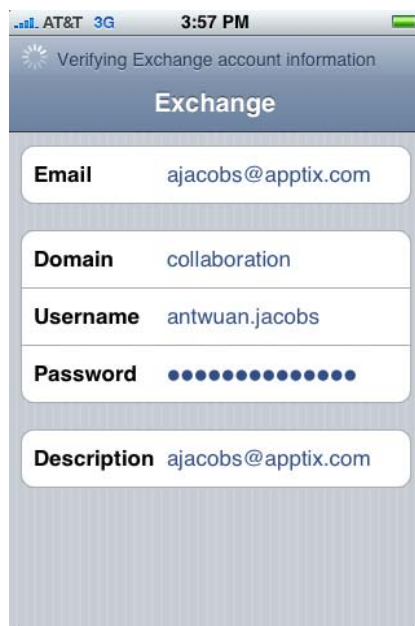 AT&T 3G 3:57 PM
Verifying Exchange account information
Exchange
Email ajacobs@apptix.com
Domain collaboration
Username antwuan.jacobs
Password ●●●●●●●●●●●●●●
Description ajacobs@apptix.com